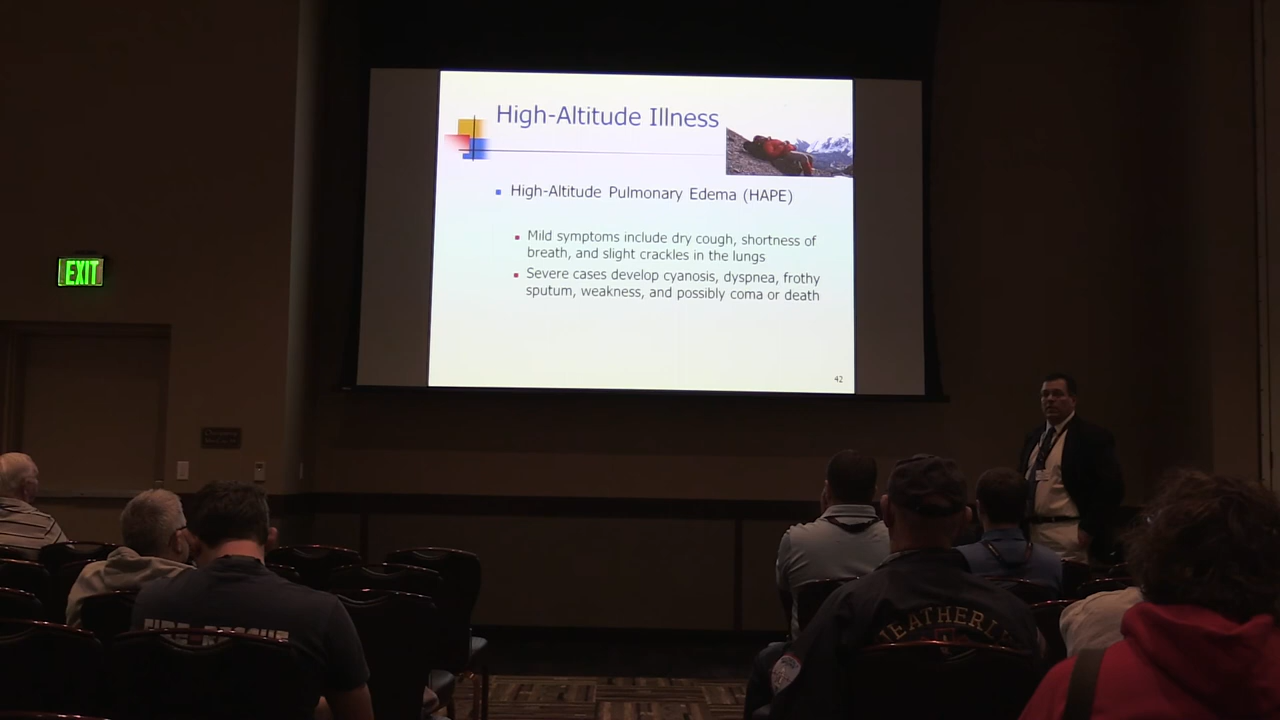 High-Altitude Illness
High-Altitude Pulmonary Edema (HAPE)
Mild symptoms include dry cough, shortness of
breath, and slight crackles in the lungs
Severe cases develop cyanosis, dyspnea, frothy
sputum, weakness, and possibly coma or death
42
EXIT